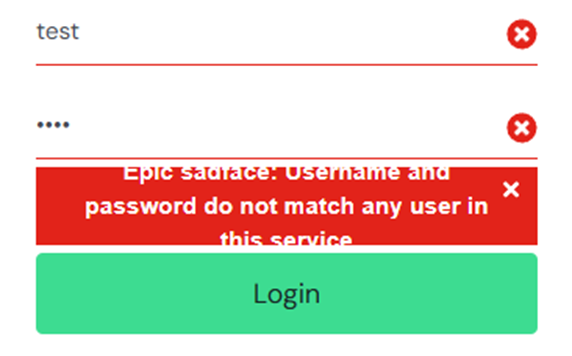 test
••••
Epic sadface: Username and
password do not match any user in
this service
Login